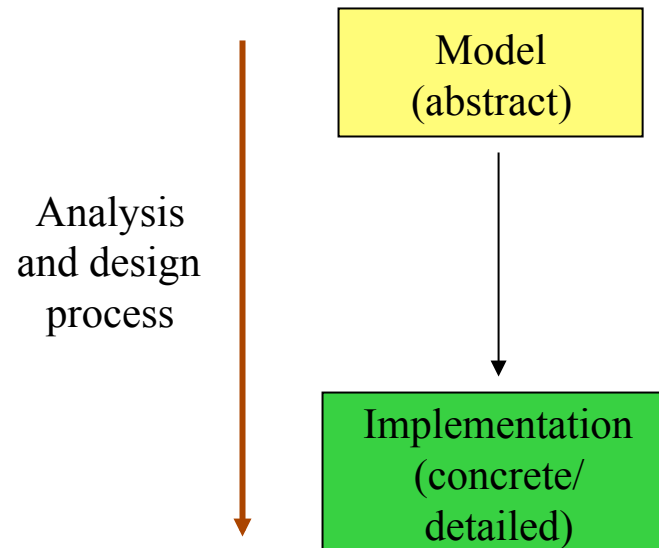 Model
(abstract)
Analysis
and design
process
Implementation
(concrete/
detailed)